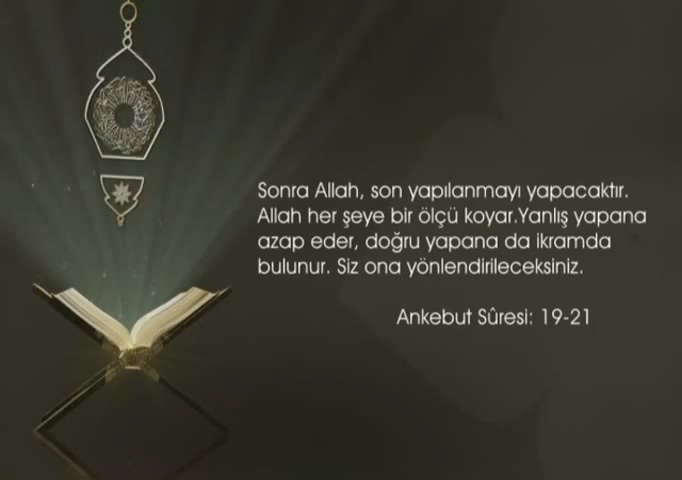 Sonra Allah, son yapılanmayı yapacaktır.
Allah her şeye bir ölçü koyar.Yanlış yapana
azap eder, doğru yapana da ikramda
bulunur. Siz ona yönlendirileceksiniz.
Ankebut Sûresi: 19-21